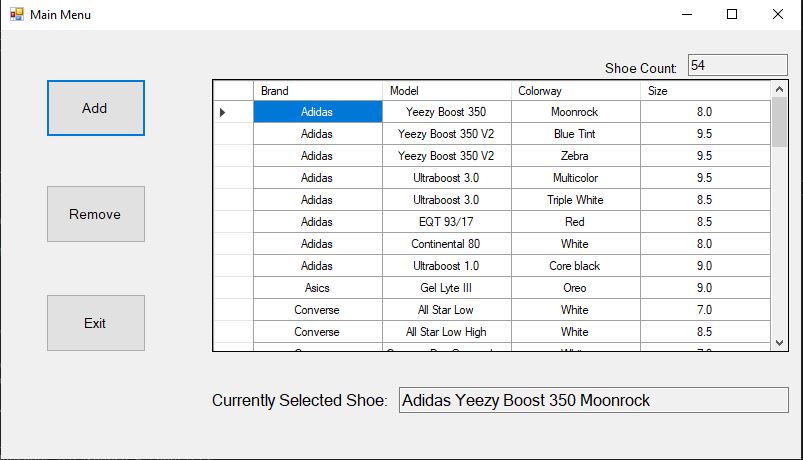 Main Menu
Shoe Count: 54
Brand Model Colorway Size
Add
Adidas Yeezy Boost 350 Moonrock 8.0
Adidas Yeezy Boost 350 V2 Blue Tint 9.5
Adidas Yeezy Boost 350 V2 Zebra 9.5
Adidas Ultraboost 3.0 Multicolor 9.5
Adidas Ultraboost 3.0 Triple White 8.5
Remove
Adidas EQT 93/17 Red 8.5
Adidas Continental 80 White 8.0
Adidas Ultraboost 1.0 Core black 9.0
Asics Gel Lyte III Oreo 9.0
Converse All Star Low White 7.0
Exit
Converse All Star Low High White 8.5
Currently Selected Shoe: Adidas Yeezy Boost 350 Moonrock